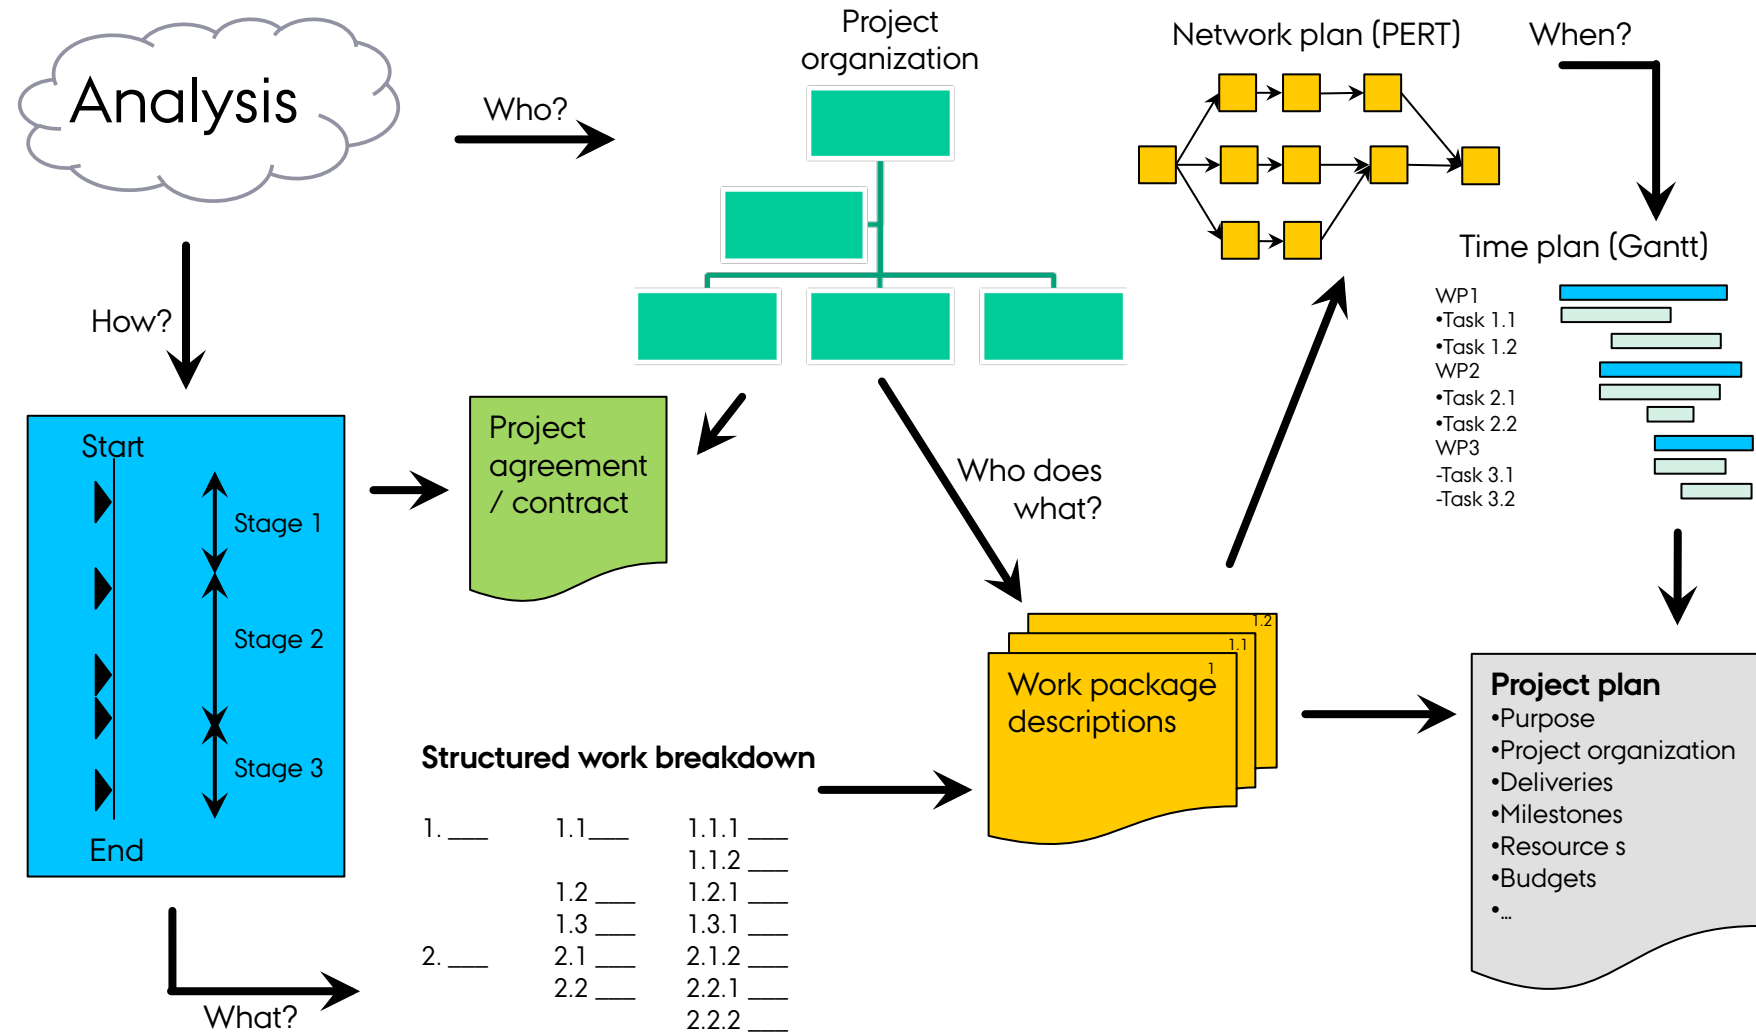 Analysis
Who?
Project
organization
Network plan (PERT)
When?
How?
Time plan (Gantt)
WP1
•Task 1.1
•Task 1.2
WP2
•Task 2.1
•Task 2.2
WP3
-Task 3.1
-Task 3.2
Start
Stage 1
Stage 2
Stage 3
End
Project
agreement
/ contract
Who does
what?
1.2
1.1
1
Work package
descriptions
Project plan
•Purpose
•Project organization
•Deliveries
•Milestones
•Resource s
•Budgets
•...
Structured work breakdown
1. ___ 1.1___ 1.1.1 ___
1.1.2 ___
1.2 ___ 1.2.1 ___
1.3 ___ 1.3.1 ___
2. ___ 2.1 ___ 2.1.2 ___
2.2 ___ 2.2.1 ___
2.2.2 ___
What?